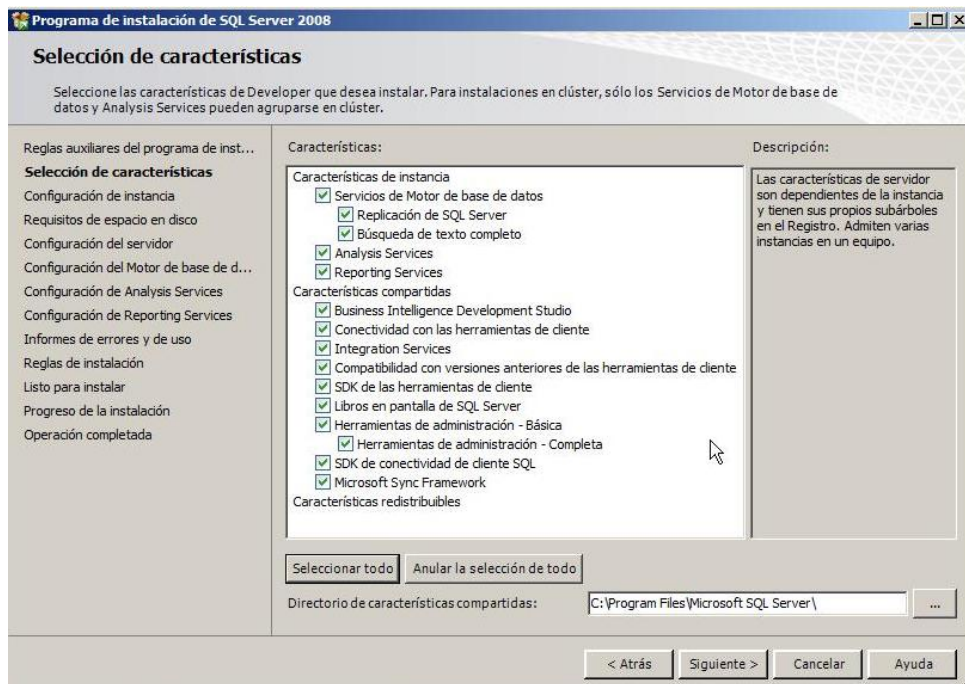 Programa de instalación de SQL Server 2008
Selección de características
Seleccione las características de Developer que desea instalar. Para instalaciones en clúster, sólo los Servicios de Motor de base de
datos y Analysis Services pueden agruparse en clúster.
Reglas auxiliares del programa de inst...
Selección de características
Configuración de instancia
Requisitos de espacio en disco
Configuración del servidor
Configuración del Motor de base de d...
Configuración de Analysis Services
Configuración de Reporting Services
Informes de errores y de uso
Reglas de instalación
Listo para instalar
Progreso de la instalación
Operación completada
Características:
Características de instancia
Servicios de Motor de base de datos
Replicación de SQL Server
Búsqueda de texto completo
Analysis Services
Reporting Services
Características compartidas
Business Intelligence Development Studio
Conectividad con las herramientas de cliente
Integration Services
Compatibilidad con versiones anteriores de las herramientas de cliente
SDK de las herramientas de cliente
Libros en pantalla de SQL Server
Herramientas de administración - Básica
Herramientas de administración - Completa
SDK de conectividad de cliente SQL
Microsoft Sync Framework
Características redistribuibles
Descripción:
Las características de servidor
son dependientes de la instancia
y tienen sus propios subárboles
en el Registro. Admiten varias
instancias en un equipo.
Seleccionar todo
Anular la selección de todo
Directorio de características compartidas:
C:\Program Files\Microsoft SQL Server\
...
< Atrás
Siguiente >
Cancelar
Ayuda